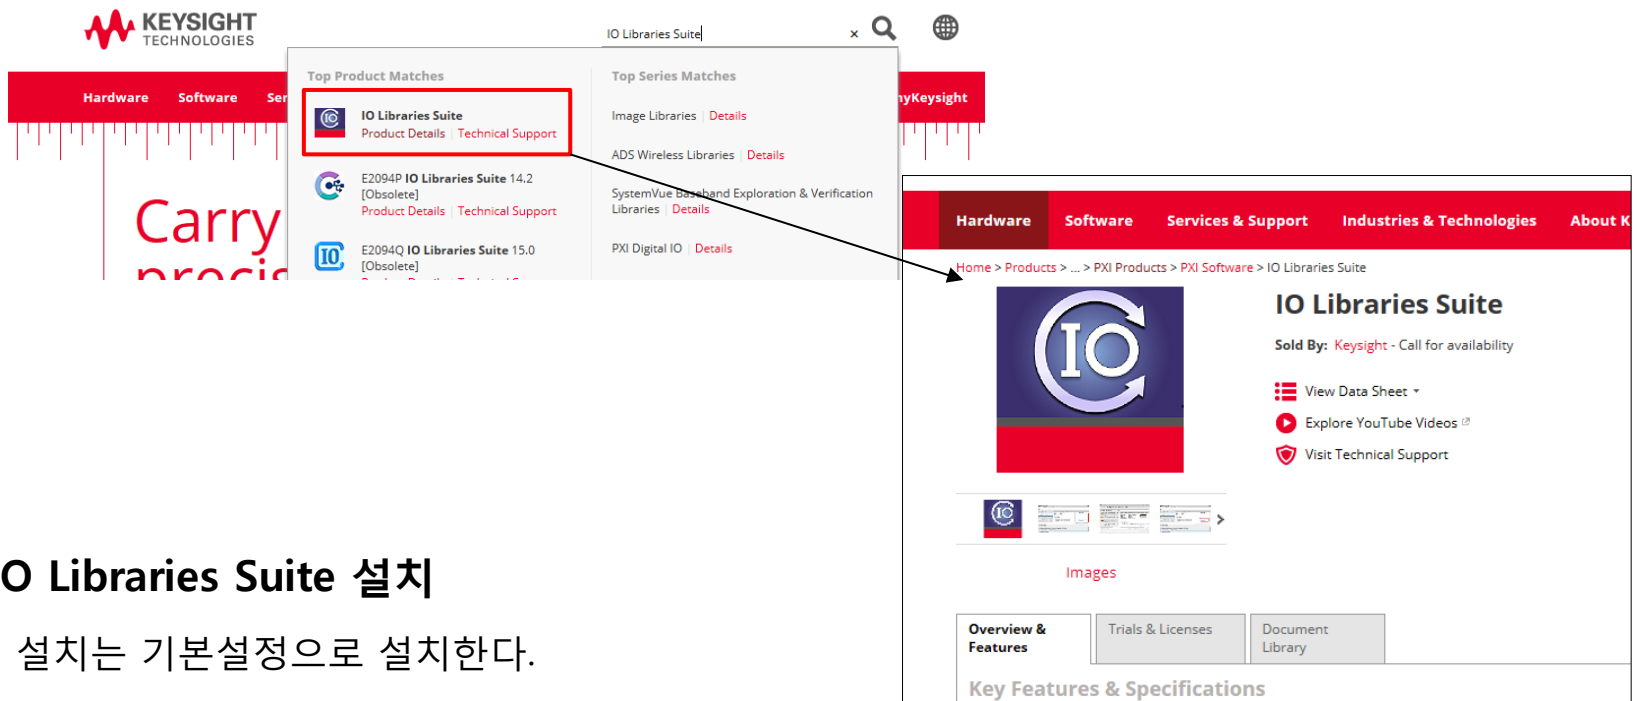 KEYSIGHT
TECHNOLOGIES
IO Libraries Suite
Hardware Software Ser
Top Product Matches
IO Libraries Suite
Product Details | Technical Support
E2094P IO Libraries Suite 14.2
[Obsolete]
Product Details | Technical Support
E2094Q IO Libraries Suite 15.0
[Obsolete]
Top Series Matches
Image Libraries | Details
ADS Wireless Libraries | Details
SystemVue Baseband Exploration & Verification
Libraries | Details
PXI Digital IO | Details
myKeysight
Carry
precis
Hardware Software Services & Support Industries & Technologies About K
Home > Products > ... > PXI Products > PXI Software > IO Libraries Suite
IO
IO Libraries Suite
Sold By: Keysight - Call for availability
View Data Sheet
Explore YouTube Videos
Visit Technical Support
Images
Overview &
Features
Trials & Licenses
Document
Library
Key Features & Specifications
O Libraries Suite 설치
설치는 기본설정으로 설치한다.